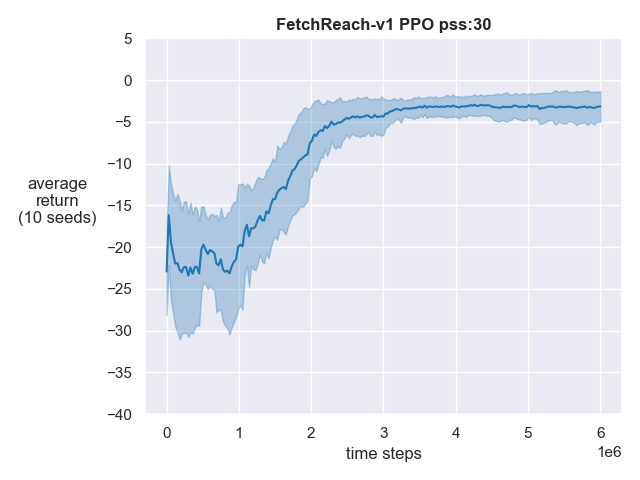 FetchReach-v1 PPO pss:30
5
0
−5
−10
−15
−20
−25
−30
−35
−40
average
return
(10 seeds)
0 1 2 3 4 5 6
1e6
time steps